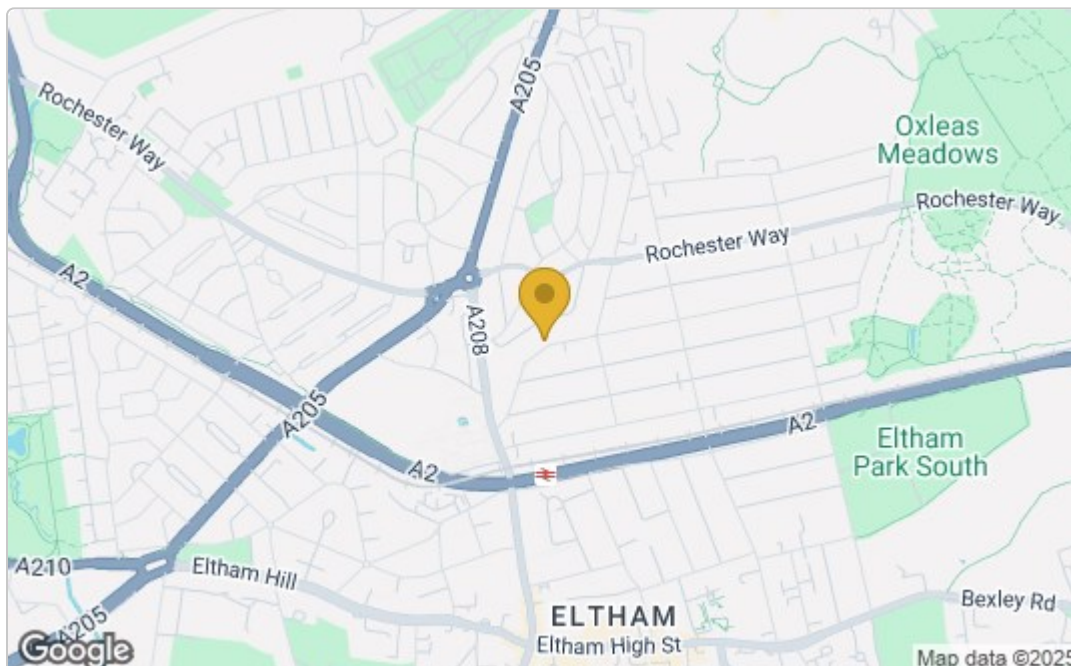 A205
Rochester Way
Oxleas
Meadows
Rochester Way
Rochester Way
A2
A208
A205
A2
A2
Eltham
Park South
A210
Eltham Hill
A205
ELTHAM
Eltham High St
Bexley Rd
Google
Map data ©2025